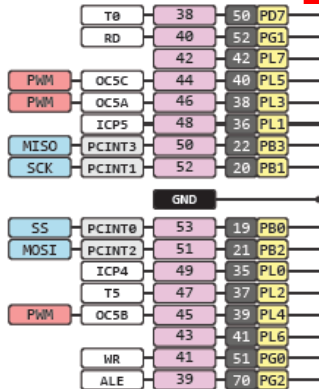 T0 38 50 PD7
RD 40 52 PG1
42 42 PL7
PWM OC5C 44 40 PL5
PWM OC5A 46 38 PL3
ICP5 48 36 PL1
MISO PCINT3 50 22 PB3
SCK PCINT1 52 20 PB1
GND
SS PCINT0 53 19 PB0
MOSI PCINT2 51 21 PB2
ICP4 49 35 PL0
T5 47 37 PL2
PWM OC5B 45 39 PL4
43 41 PL6
WR 41 51 PG0
ALE 39 70 PG2